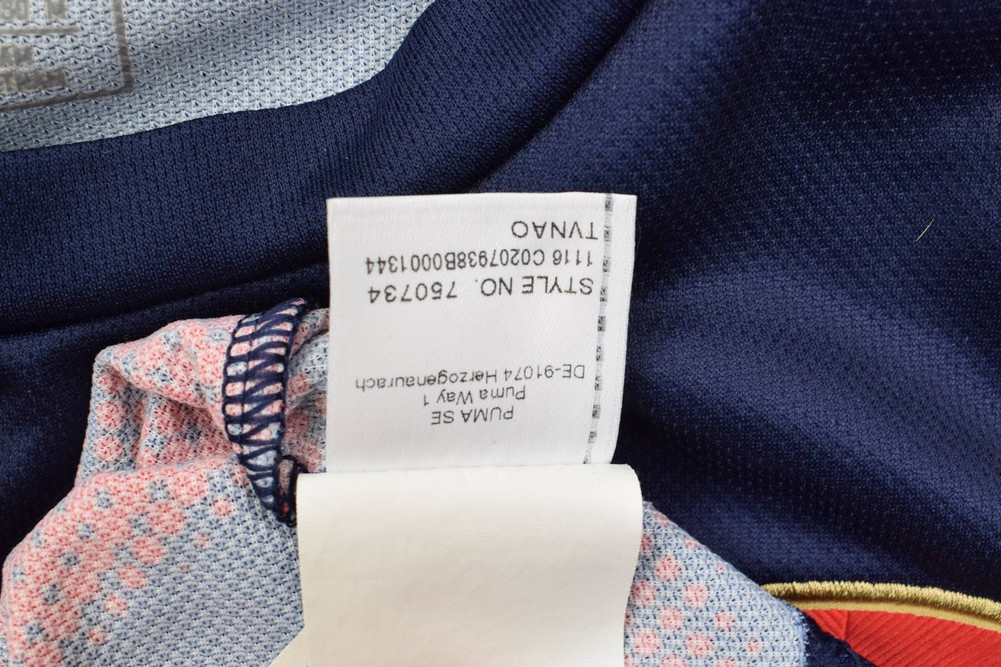 PUMA SE
Puma Way 1
DE-91074 Herzogenaurach
STYLE NO. 750734
1116 C0207938B0001344
TVNAO